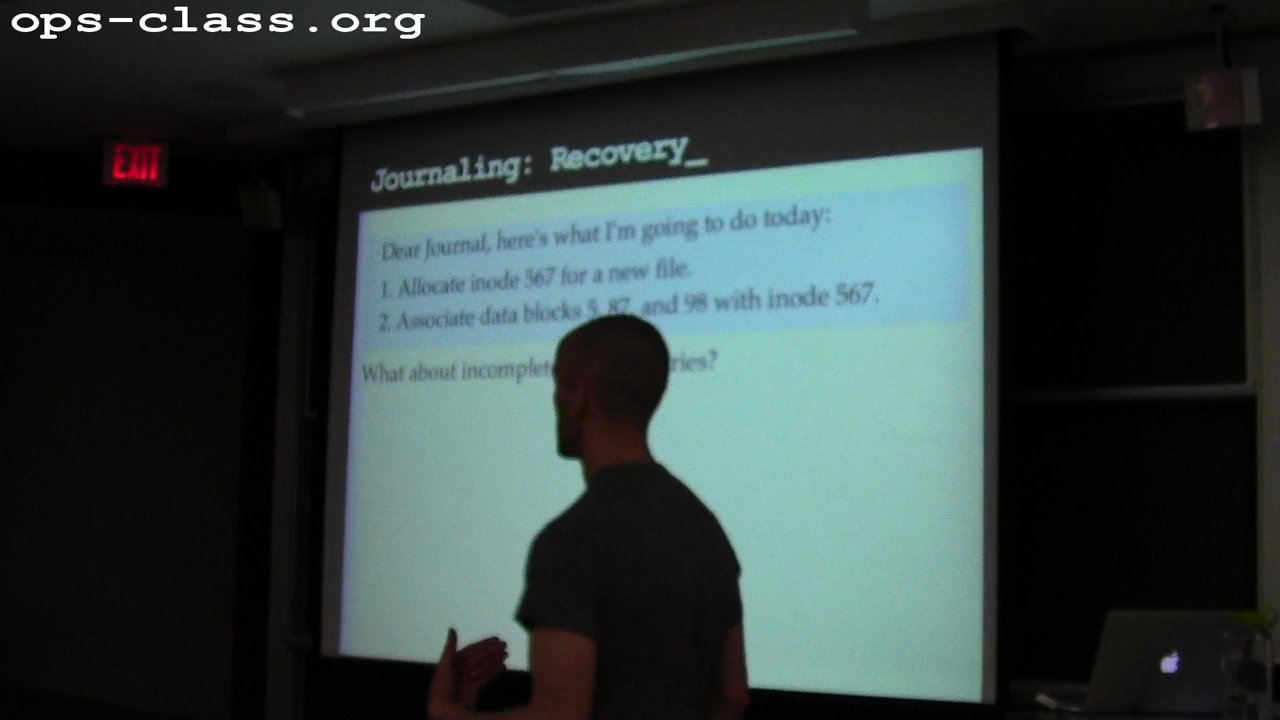 ops-class.org
EXIT
Journaling: Recovery_
Dear Journal, here's what I'm going to do today:
1. Allocate inode 567 for a new file.
2. Associate data blocks 5, 87, and 98 with inode 567.
What about incomplete ries?